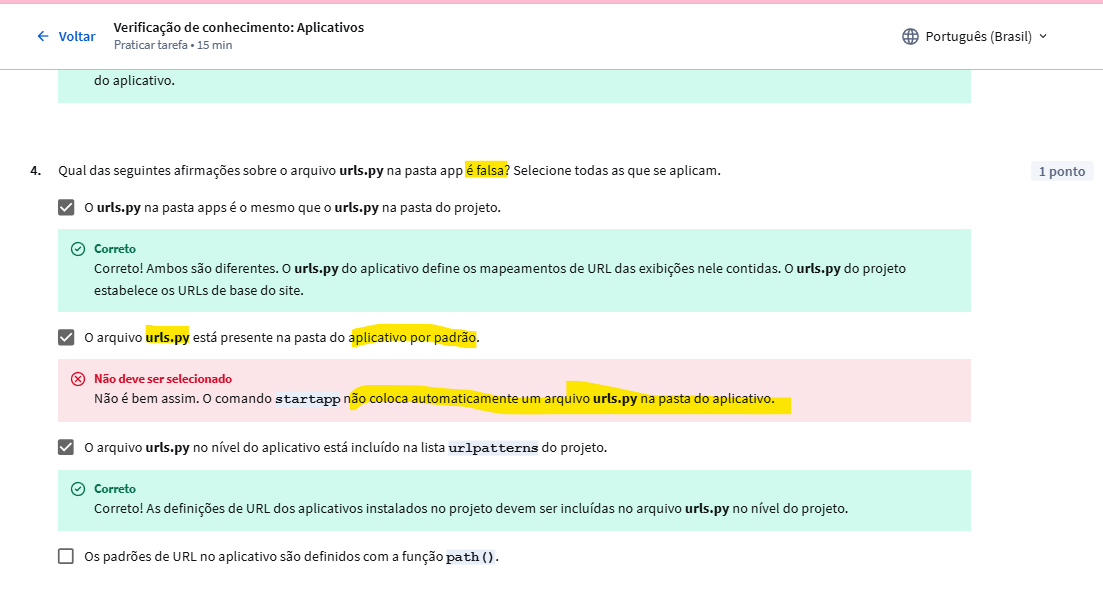 Voltar
Verificação de conhecimento: Aplicativos
Praticar tarefa • 15 min
Português (Brasil)
do aplicativo.
4. Qual das seguintes afirmações sobre o arquivo urls.py na pasta app é falsa? Selecione todas as que se aplicam.
1 ponto
O urls.py na pasta apps é o mesmo que o urls.py na pasta do projeto.
Correto
Correto! Ambos são diferentes. O urls.py do aplicativo define os mapeamentos de URL das exibições nele contidas. O urls.py do projeto
estabelece os URLs de base do site.
O arquivo urls.py está presente na pasta do aplicativo por padrão.
Não deve ser selecionado
Não é bem assim. O comando startapp não coloca automaticamente um arquivo urls.py na pasta do aplicativo.
O arquivo urls.py no nível do aplicativo está incluído na lista urlpatterns do projeto.
Correto
Correto! As definições de URL dos aplicativos instalados no projeto devem ser incluídas no arquivo urls.py no nível do projeto.
Os padrões de URL no aplicativo são definidos com a função path().